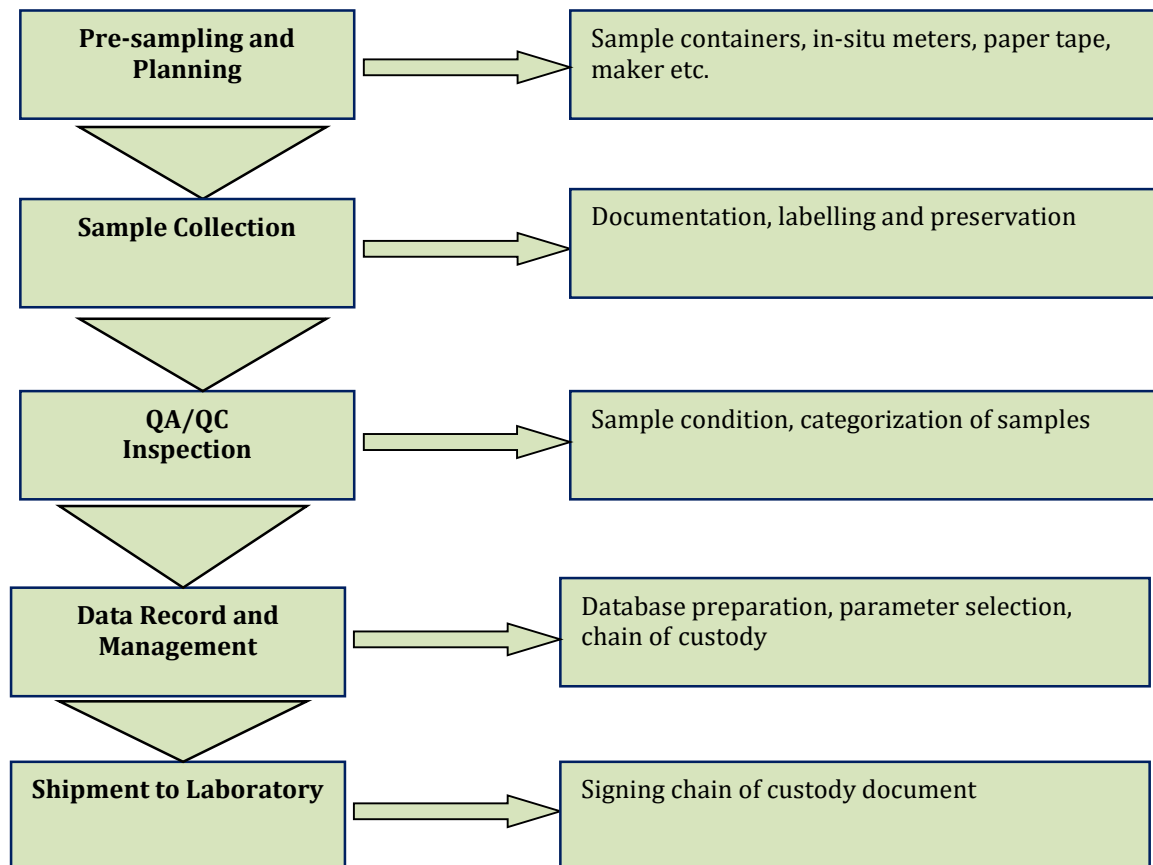 Pre-sampling and
Planning
Sample containers, in-situ meters, paper tape,
maker etc.
Sample Collection
Documentation, labelling and preservation
QA/QC
Inspection
Sample condition, categorization of samples
Data Record and
Management
Database preparation, parameter selection,
chain of custody
Shipment to Laboratory
Signing chain of custody document